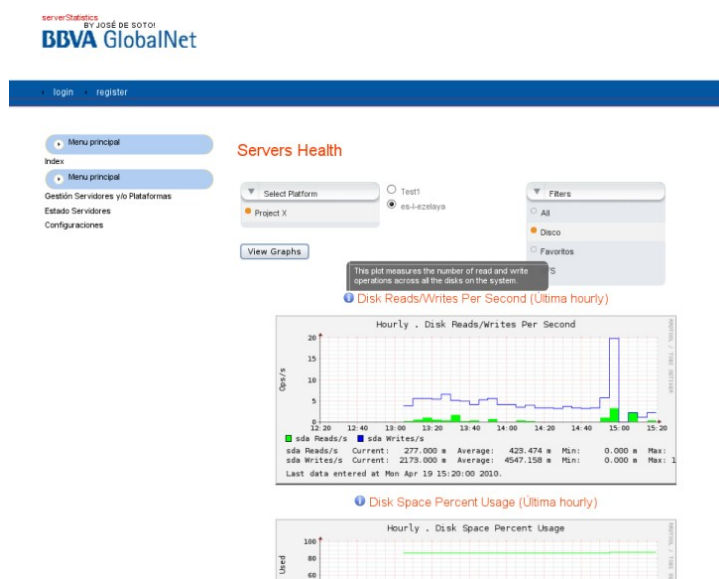 serverStatistics
BY JOSÉ DE SOTO!
BBVA GlobalNet
login register
Menu principal
Index
Menu principal
Gestión Servidores y/o Plataformas
Estado Servidores
Configuraciones
Servers Health
Select Platform
Project X
Test1
es-l-ezelaya
Filters
All
Disco
Favoritos
View Graphs
This plot measures the number of read and write
operations across all the disks on the system.
Disk Reads/Writes Per Second (Última hourly)
Hourly . Disk Reads/Writes Per Second
Ops/s
20
15
10
5
0
12:20 12:40 13:00 13:20 13:40 14:00 14:20 14:40 15:00 15:20
sda Reads/s sda Writes/s
sda Reads/s Current: 277.000 m Average: 423.474 m Min: 0.000 m Max:
sda Writes/s Current: 2173.000 m Average: 4547.158 m Min: 0.000 m Max: 1
Last data entered at Mon Apr 19 15:20:00 2010.
Disk Space Percent Usage (Última hourly)
Hourly . Disk Space Percent Usage
Used
100
80
60